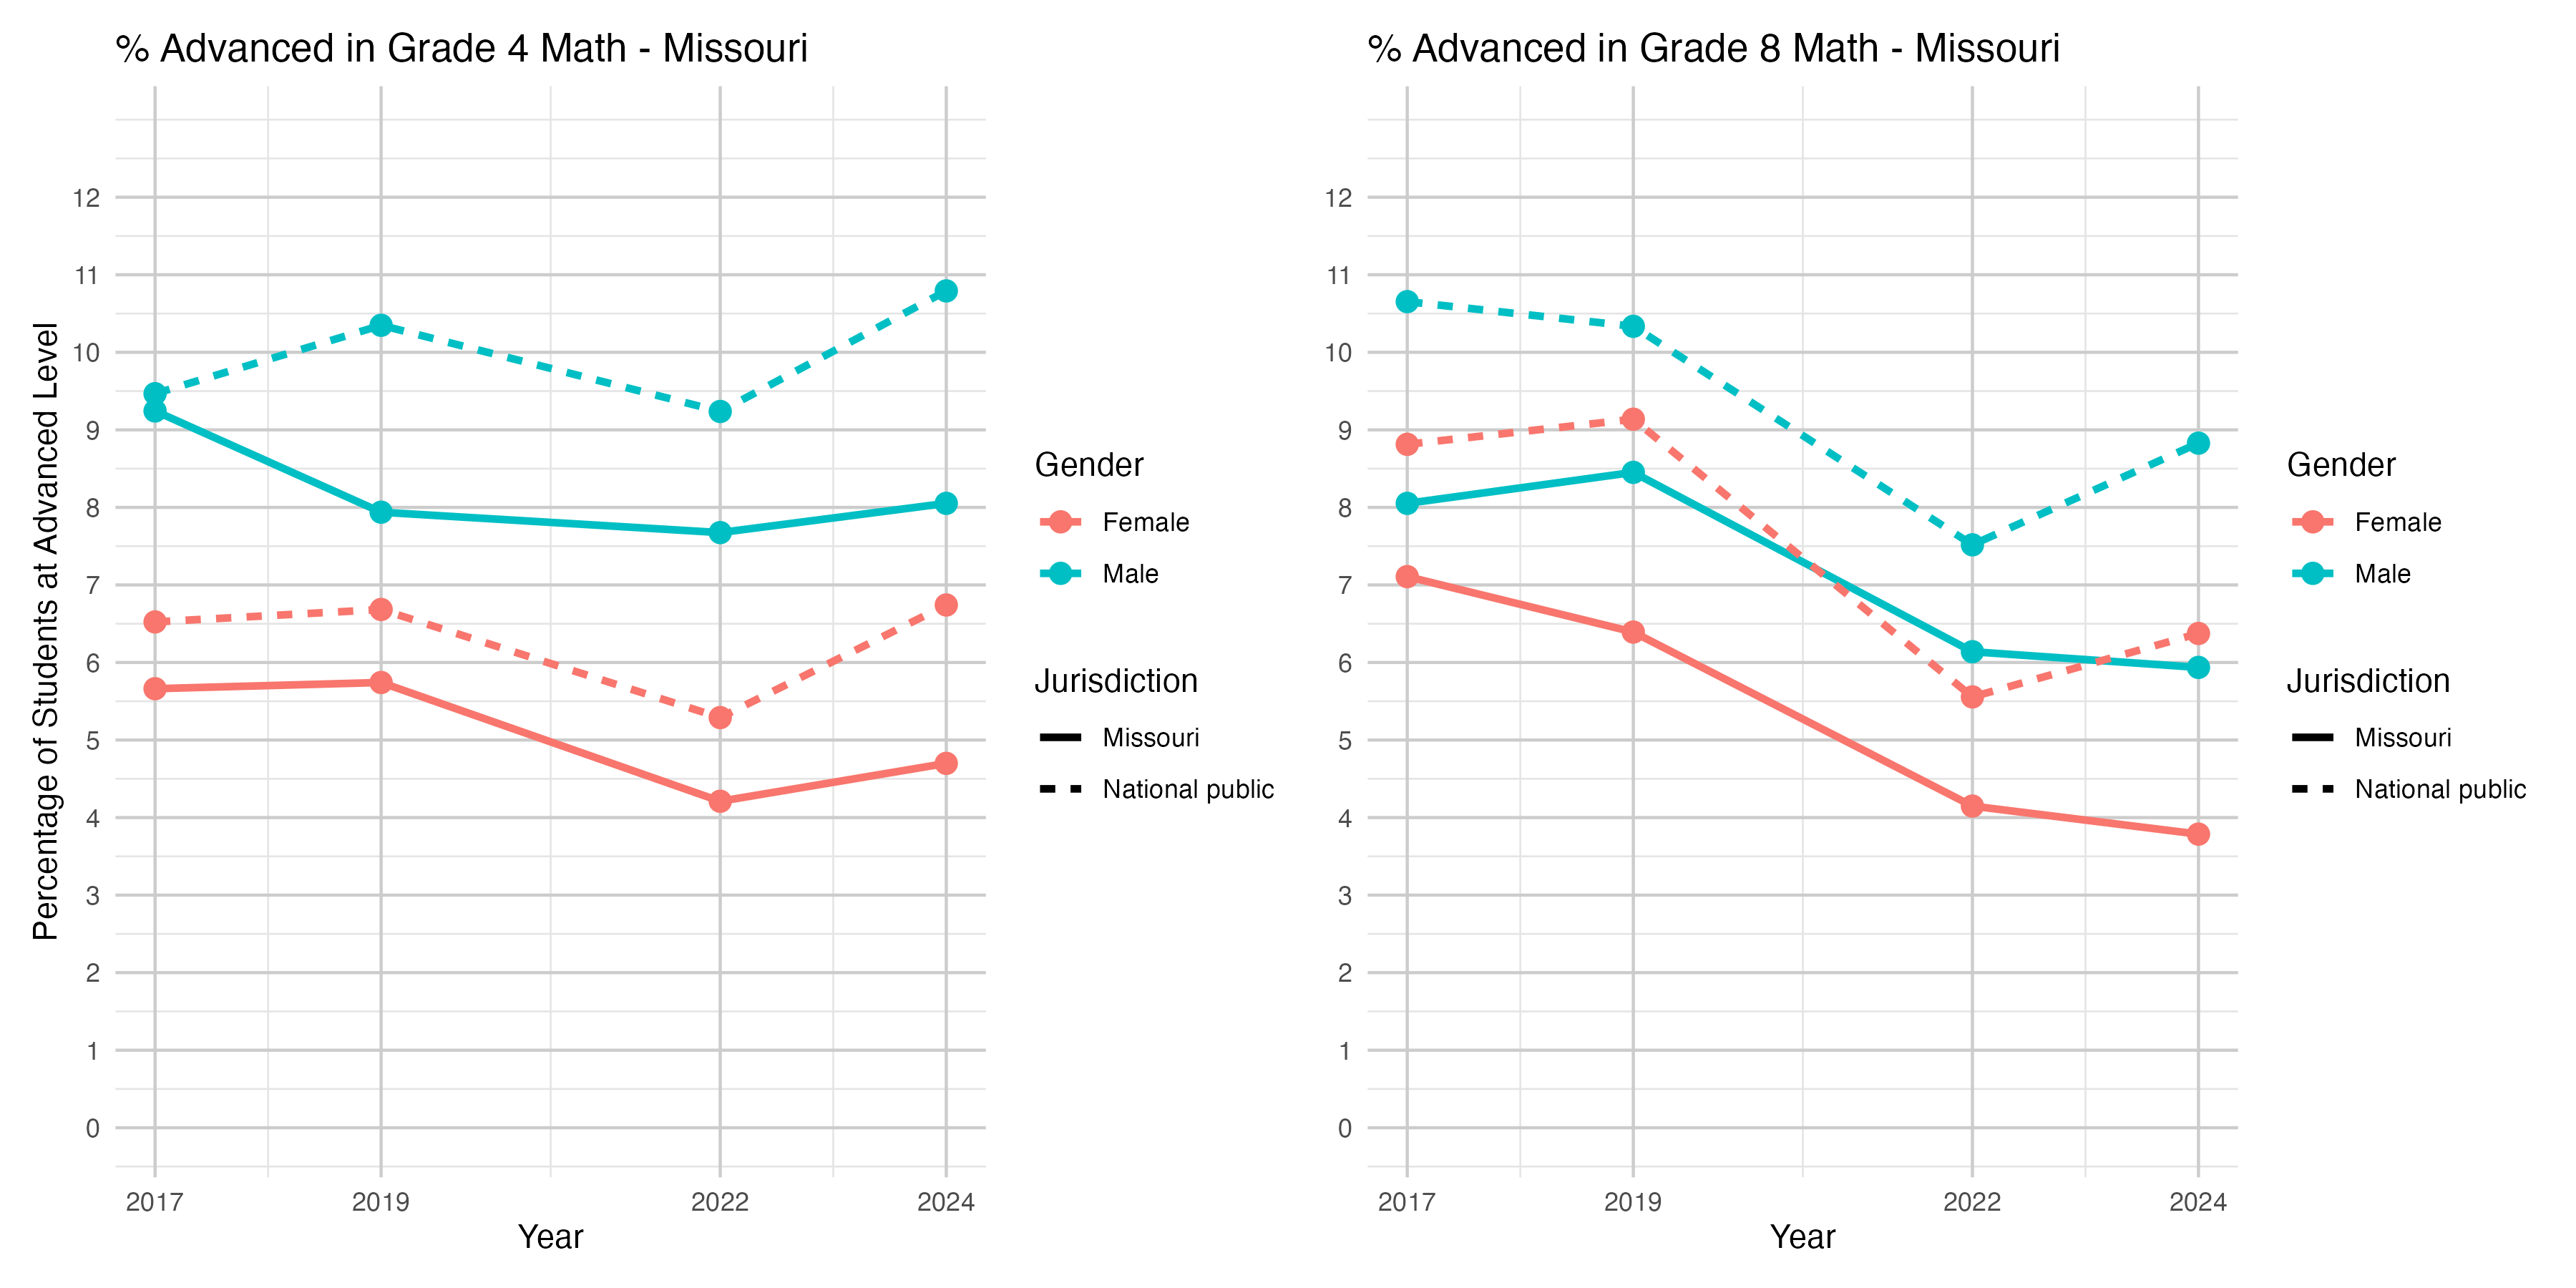 % Advanced in Grade 4 Math - Missouri
Percentage of Students at Advanced Level
12
11
10
9
8
7
6
5
4
3
2
1
0
2017 2019 2022 2024
Year
Gender
Female
Male
Jurisdiction
Missouri
National public
% Advanced in Grade 8 Math - Missouri
12
11
10
9
8
7
6
5
4
3
2
1
0
2017 2019 2022 2024
Year
Gender
Female
Male
Jurisdiction
Missouri
National public